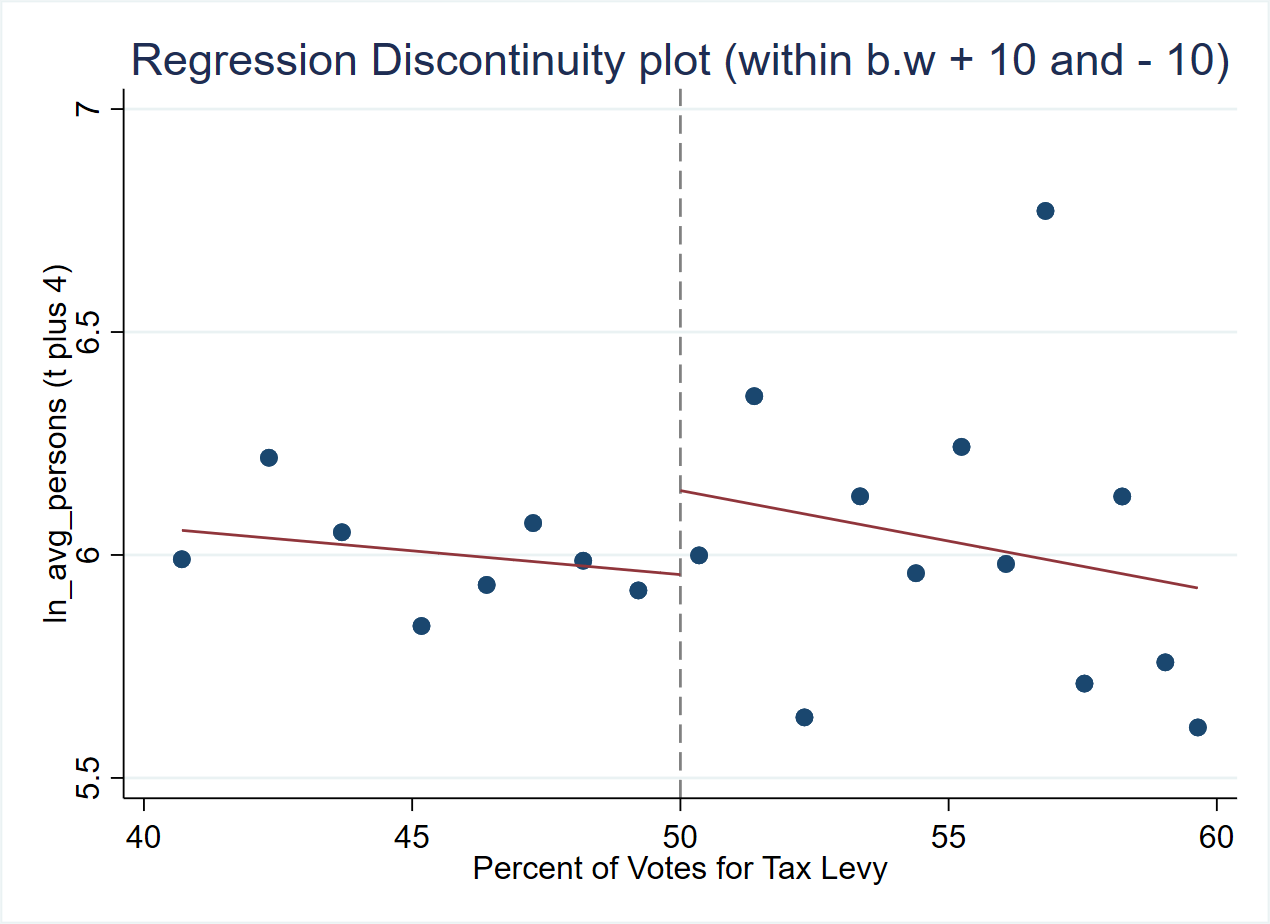 Regression Discontinuity plot (within b.w + 10 and - 10)
ln_avg_persons (t plus 4)
7
6.5
6
5.5
40 45 50 55 60
Percent of Votes for Tax Levy